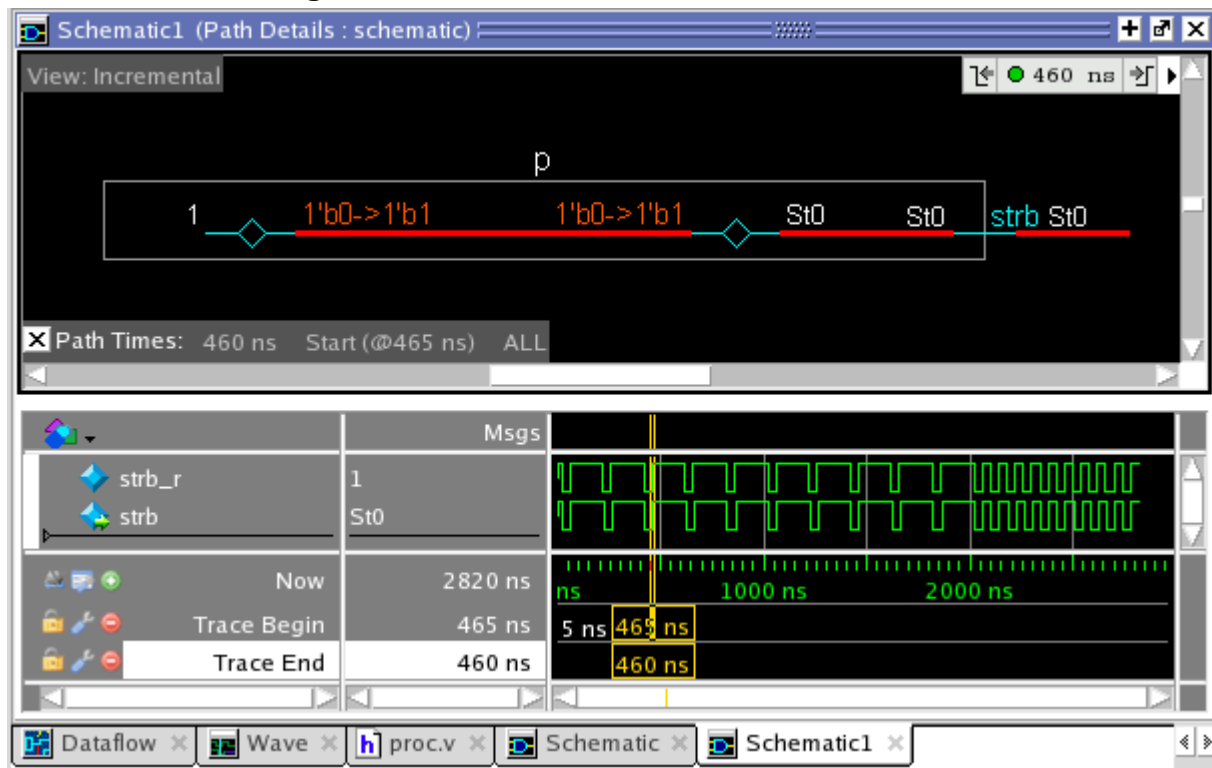 Schematic1 (Path Details : schematic)
View: Incremental
460 ns
p
1 1'b0->1'b1 1'b0->1'b1 St0 St0 strb St0
Path Times: 460 ns Start (@465 ns) ALL
Msgs
strb_r 1
strb St0
Now 2820 ns ns 1000 ns 2000 ns
Trace Begin 465 ns 5 ns 465 ns
Trace End 460 ns 460 ns
Dataflow Wave h proc.v Schematic Schematic1